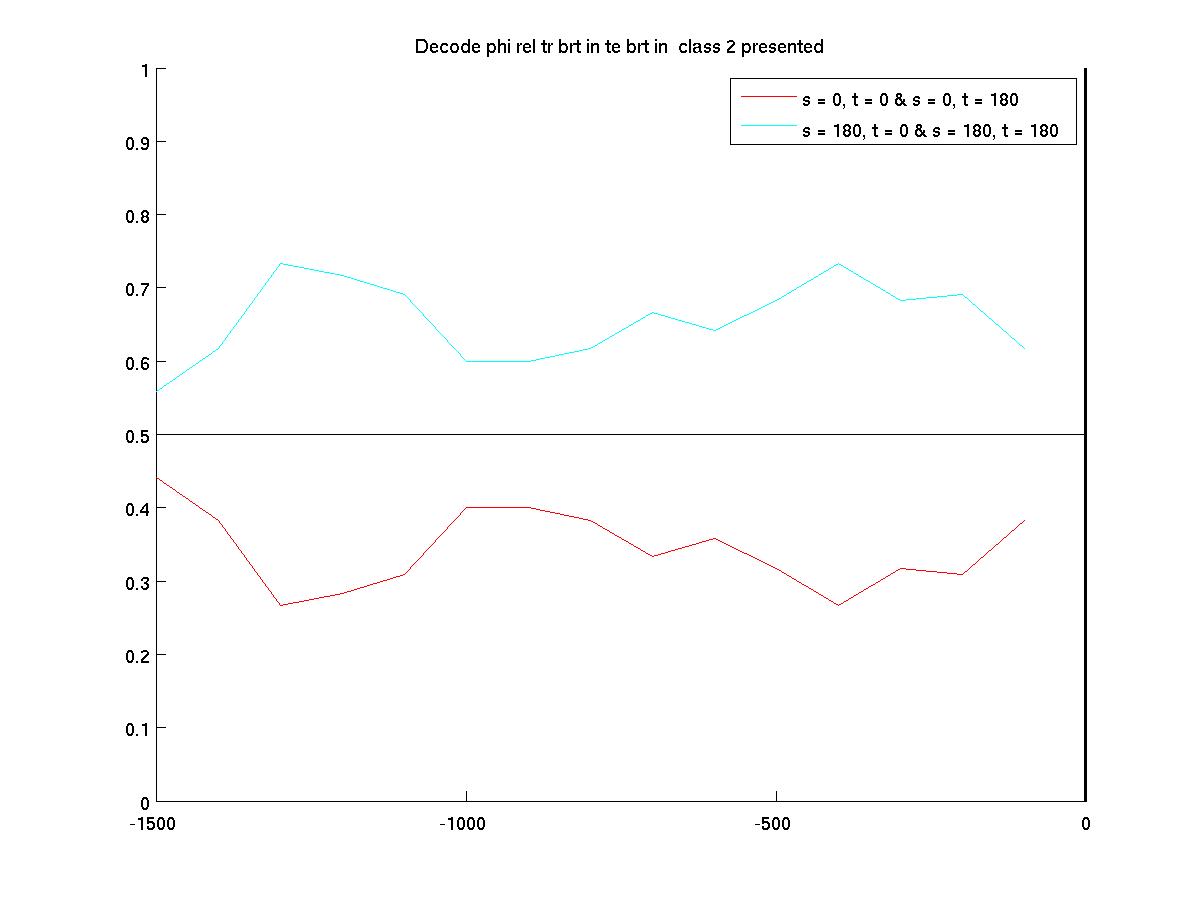 Decode phi rel tr brt in te brt in  class 2 presented
s = 0, t = 0 & s = 0, t = 180
s = 180, t = 0 & s = 180, t = 180
1
0.9
0.8
0.7
0.6
0.5
0.4
0.3
0.2
0.1
0
-1500 -1000 -500 0